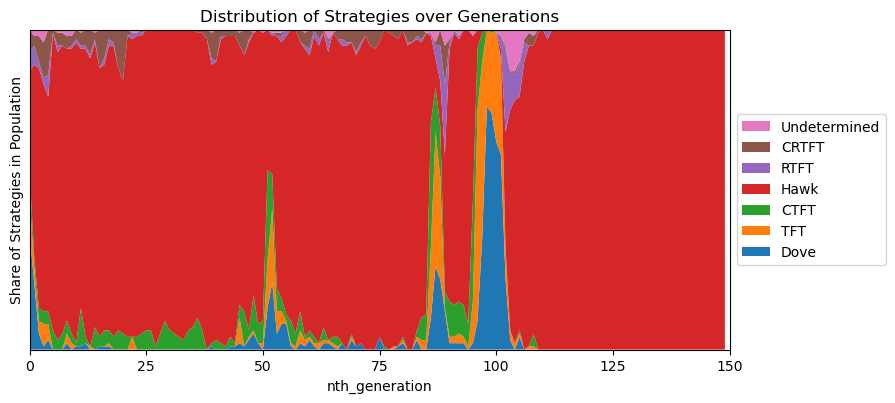 Distribution of Strategies over Generations
Share of Strategies in Population
0 25 50 75 100 125 150
nth_generation
Undetermined
CRTFT
RTFT
Hawk
CTFT
TFT
Dove